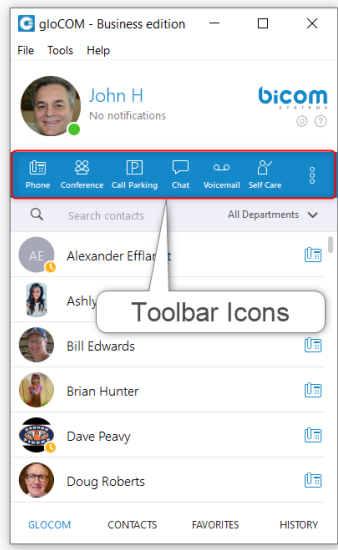 G gloCOM - Business edition
File Tools Help
John H
No notifications
bicom
SYSTEMS
Phone Conference Call Parking Chat Voicemail Self Care
Search contacts All Departments
AE Alexander Efflandt
Ashly
Toolbar Icons
Bill Edwards
Brian Hunter
Dave Peavy
Doug Roberts
GLOCOM CONTACTS FAVORITES HISTORY